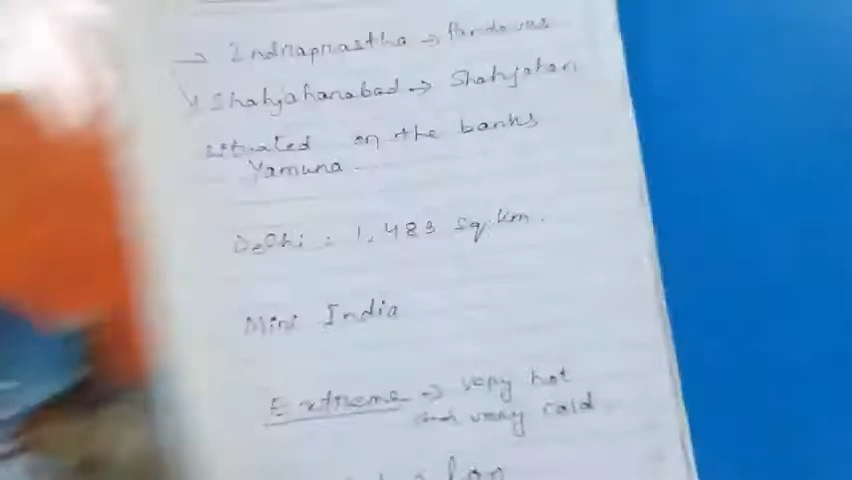 → Indraprastha → Pandavas
Shahjahanabad → Shahjahan
situated on the banks
Yamuna
Delhi : 1,483 sq.km.
Mini India
Extreme → very hot
and very cold